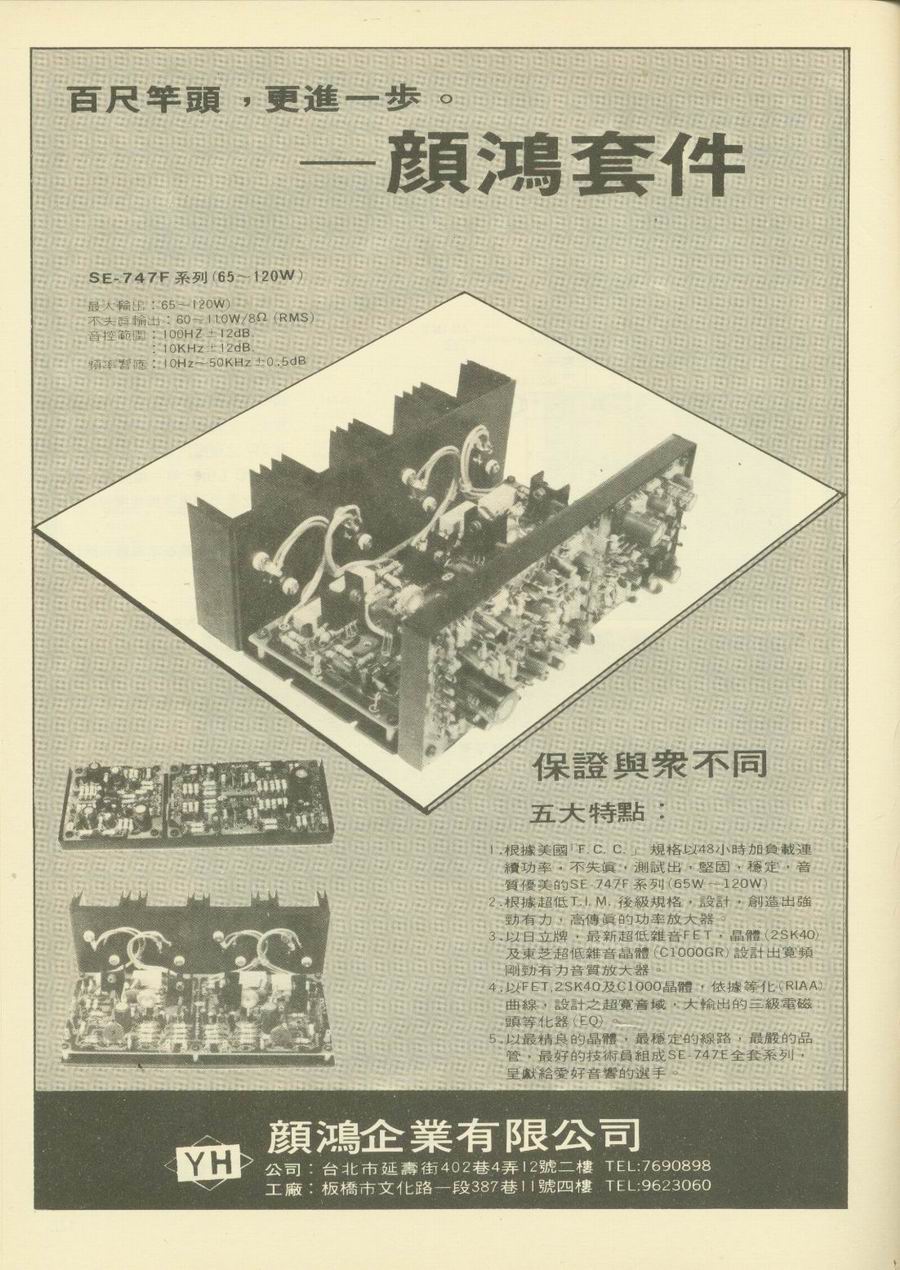 百尺竿頭，更進一步。
—顏鴻套件
SE-747F系列(65～120W)
最大輸出：65～120W)
不失真輸出：60～110W/8Ω (RMS)
音控範圍：100HZ±12dB.
：10KHz±12dB.
頻率響應：10Hz～50KHz±0.5dB
保證與衆不同
五大特點：
1.根據美國「F.C.C.」規格以48小時加負載連
續功率，不失眞，測試出，堅固，穩定，音
質優美的SE-747F系列(65W～120W)
2.根據超低T.I.M.後級規格，設計，創造出強
勁有力，高傳眞的功率放大器。
3.以日立牌，最新超低雜音FET，晶體(2SK40)
及東芝超低雜音晶體(C1000GR)設計出寬頻
剛勁有力音質放大器。
4.以FET,2SK40及C1000晶體，依據等化(RIAA)
曲線，設計之超寬音域，大輸出的三級電磁
頭等化器(EQ)。
5.以最精良的晶體，最穩定的線路，最嚴的品
管，最好的技術員組成SE-747E全套系列，
呈獻給愛好音響的選手。
YH
顏鴻企業有限公司
公司：台北市延壽街402巷4弄12號二樓 TEL:7690898
工廠：板橋市文化路一段387巷11號四樓 TEL:9623060